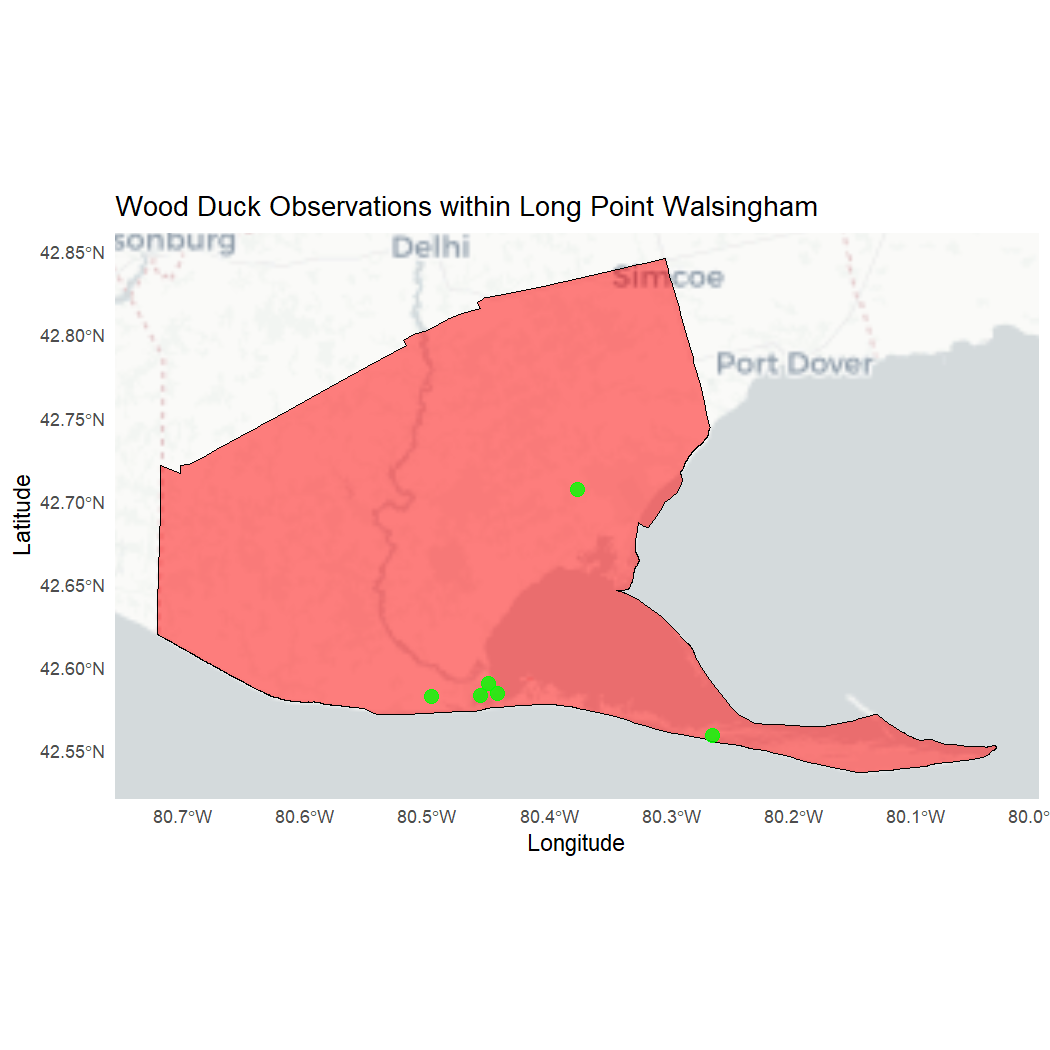 Wood Duck Observations within Long Point Walsingham
sonburg
Delhi
Simcoe
Port Dover
42.85°N
42.80°N
42.75°N
42.70°N
42.65°N
42.60°N
42.55°N
Latitude
80.7°W 80.6°W 80.5°W 80.4°W 80.3°W 80.2°W 80.1°W 80.0°
Longitude